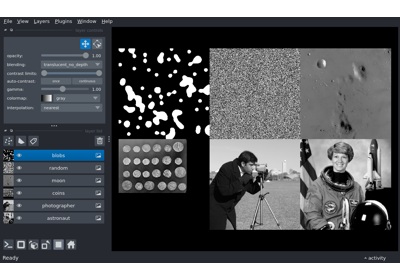 File View Layers Plugins Window Help
opacity: 1.00
blending: translucent_no_depth
contrast limits:
auto-contrast: once continuous
gamma: 1.00
colormap: gray
interpolation: nearest
blobs
random
moon
coins
photographer
astronaut
Ready
activity